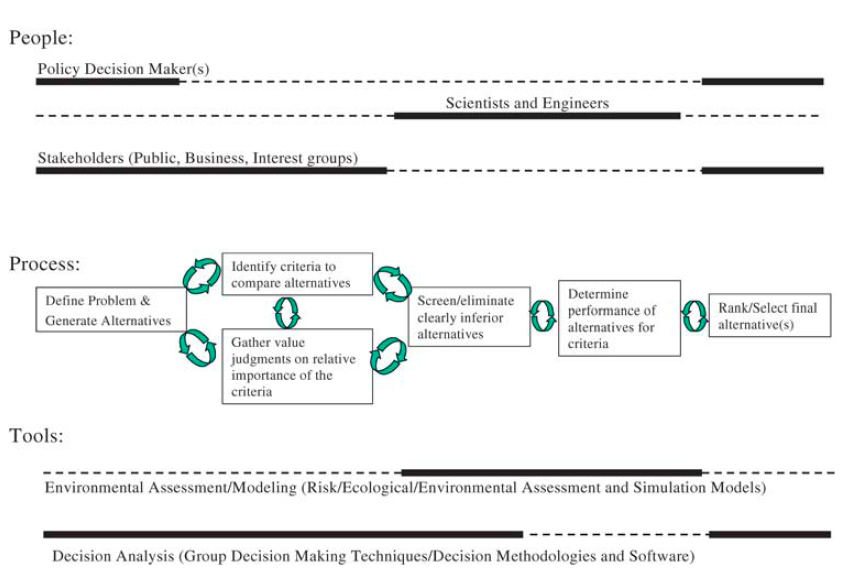 People:
Policy Decision Maker(s)
Scientists and Engineers
Stakeholders (Public, Business, Interest groups)
Process:
Define Problem &
Generate Alternatives
Identify criteria to
compare alternatives
Gather value
judgments on relative
importance of the
criteria
Screen/eliminate
clearly inferior
alternatives
Determine
performance of
alternatives for
criteria
Rank/Select final
alternative(s)
Tools:
Environmental Assessment/Modeling (Risk/Ecological/Environmental Assessment and Simulation Models)
Decision Analysis (Group Decision Making Techniques/Decision Methodologies and Software)